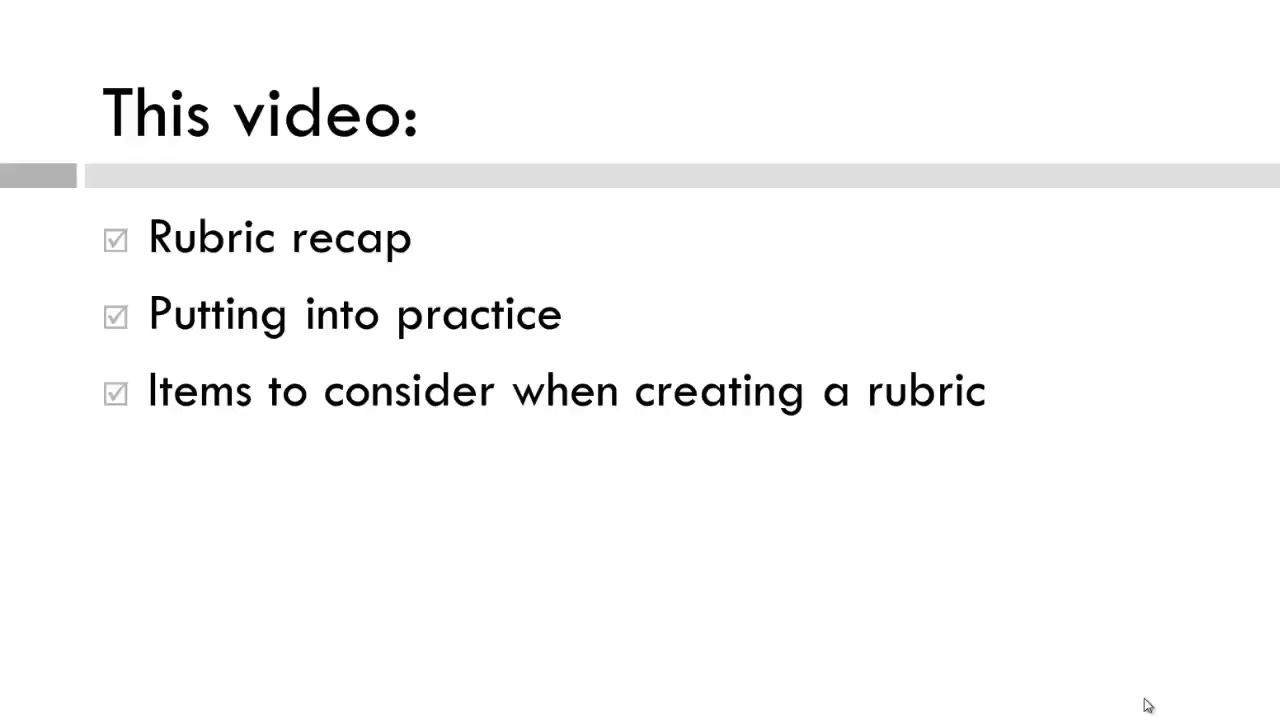 This video:
Rubric recap
Putting into practice
Items to consider when creating a rubric